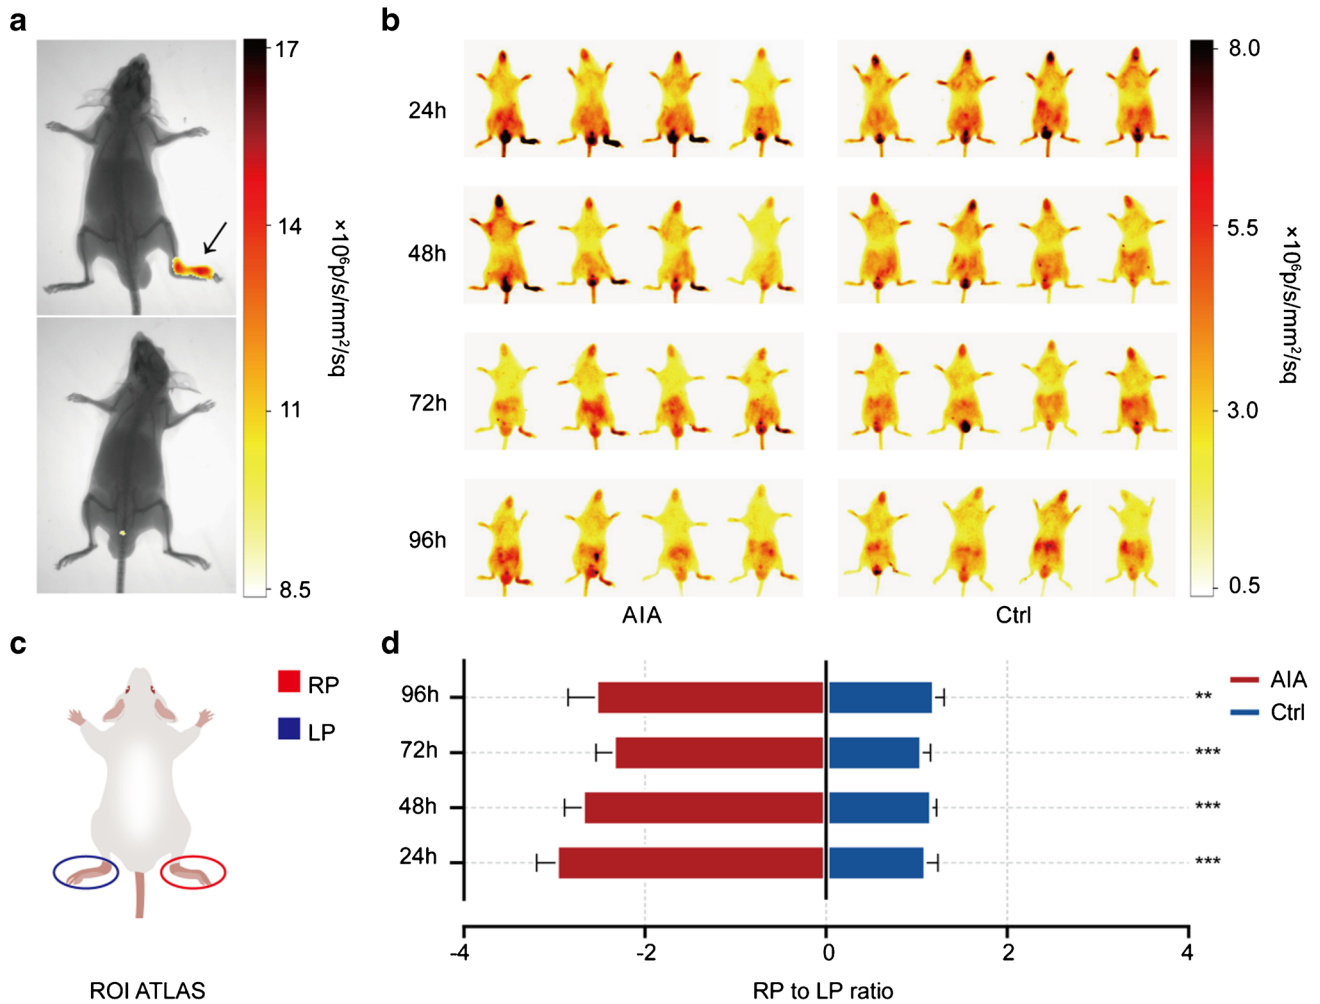 a
17
14
11
8.5
×10⁶p/s/mm²/sq
b
24h
48h
72h
96h
AIA
Ctrl
8.0
5.5
3.0
0.5
×10⁶p/s/mm²/sq
c
RP
LP
ROI ATLAS
d
96h
72h
48h
24h
**
***
***
***
AIA
Ctrl
-4
-2
0
2
4
RP to LP ratio